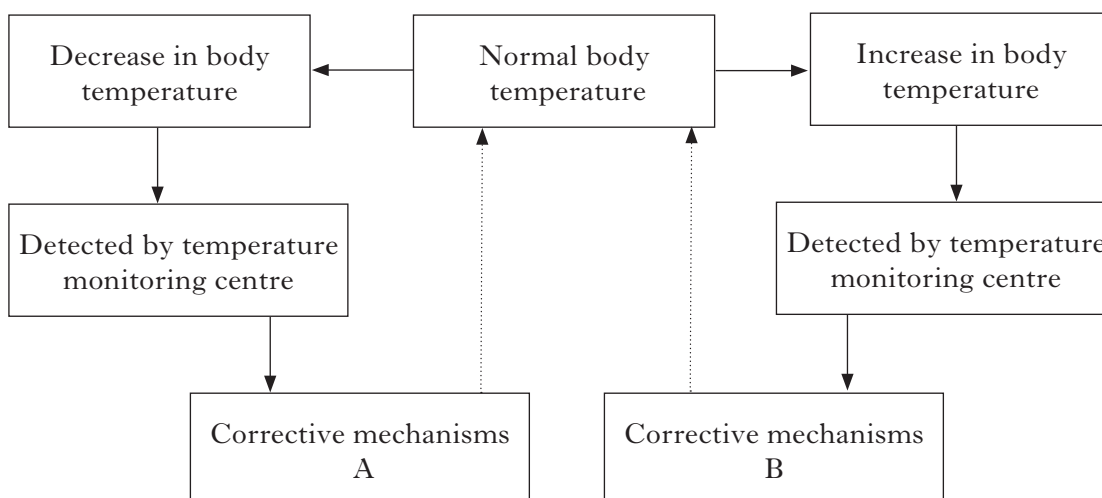 Decrease in body
temperature
Normal body
temperature
Increase in body
temperature
Detected by temperature
monitoring centre
Detected by temperature
monitoring centre
Corrective mechanisms
A
Corrective mechanisms
B